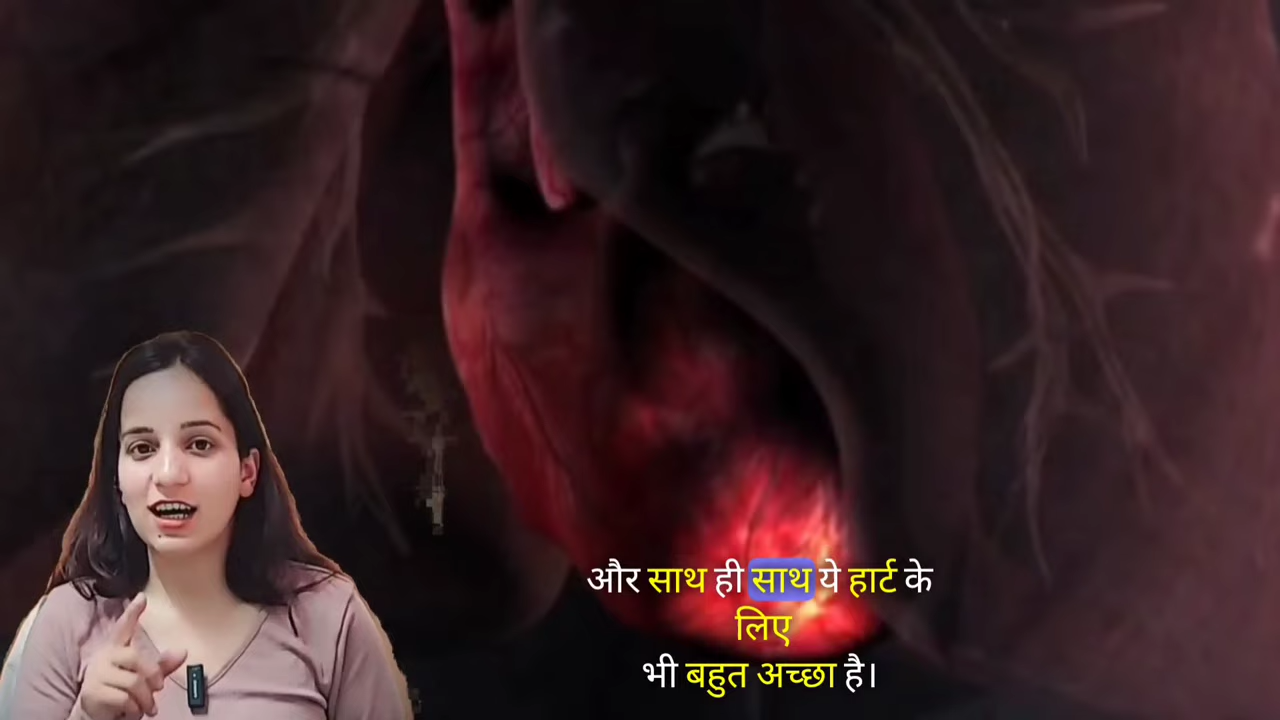 और साथ ही साथ ये हार्ट के
लिए
भी बहुत अच्छा है।